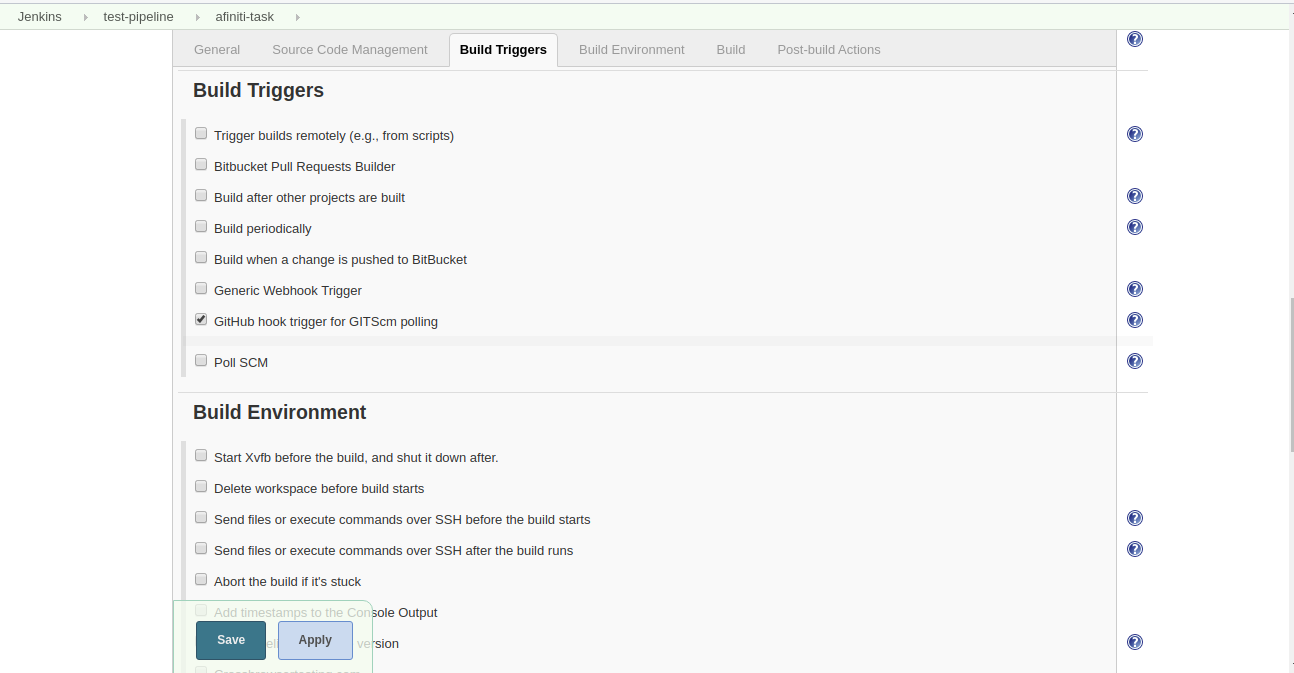 Jenkins test-pipeline afiniti-task
General Source Code Management Build Triggers Build Environment Build Post-build Actions
Build Triggers
Trigger builds remotely (e.g., from scripts)
Bitbucket Pull Requests Builder
Build after other projects are built
Build periodically
Build when a change is pushed to BitBucket
Generic Webhook Trigger
GitHub hook trigger for GITScm polling
Poll SCM
Build Environment
Start Xvfb before the build, and shut it down after.
Delete workspace before build starts
Send files or execute commands over SSH before the build starts
Send files or execute commands over SSH after the build runs
Abort the build if it's stuck
Add timestamps to the Console Output
version
Save Apply